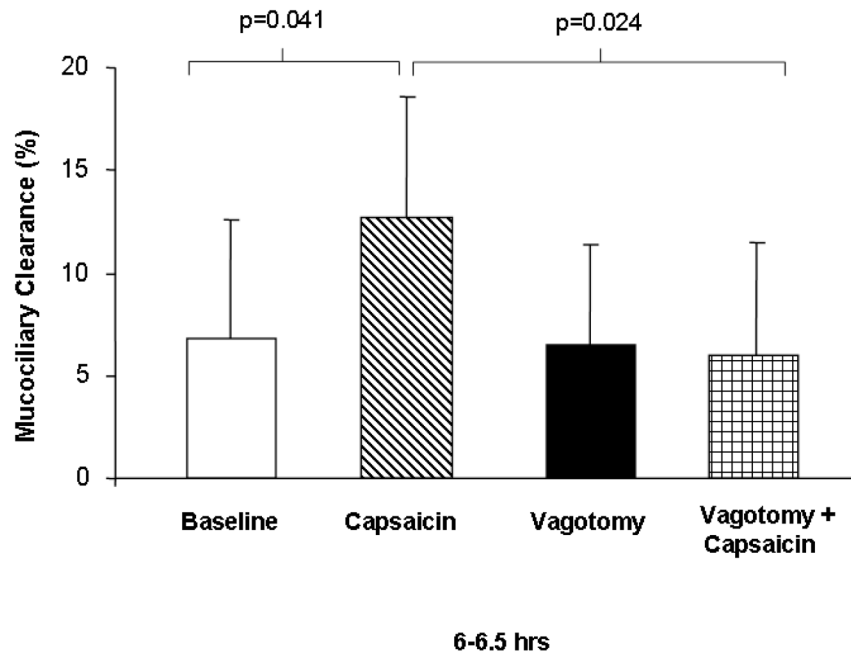 p=0.041
p=0.024
Mucociliary Clearance (%)
20
15
10
5
0
Baseline
Capsaicin
Vagotomy
Vagotomy +
Capsaicin
6-6.5 hrs